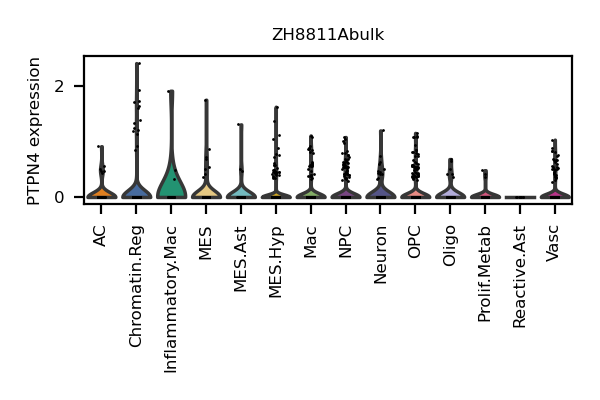 ZH8811Abulk
PTPN4 expression
2
0
AC
Chromatin.Reg
Inflammatory.Mac
MES
MES.Ast
MES.Hyp
Mac
NPC
Neuron
OPC
Oligo
Prolif.Metab
Reactive.Ast
Vasc